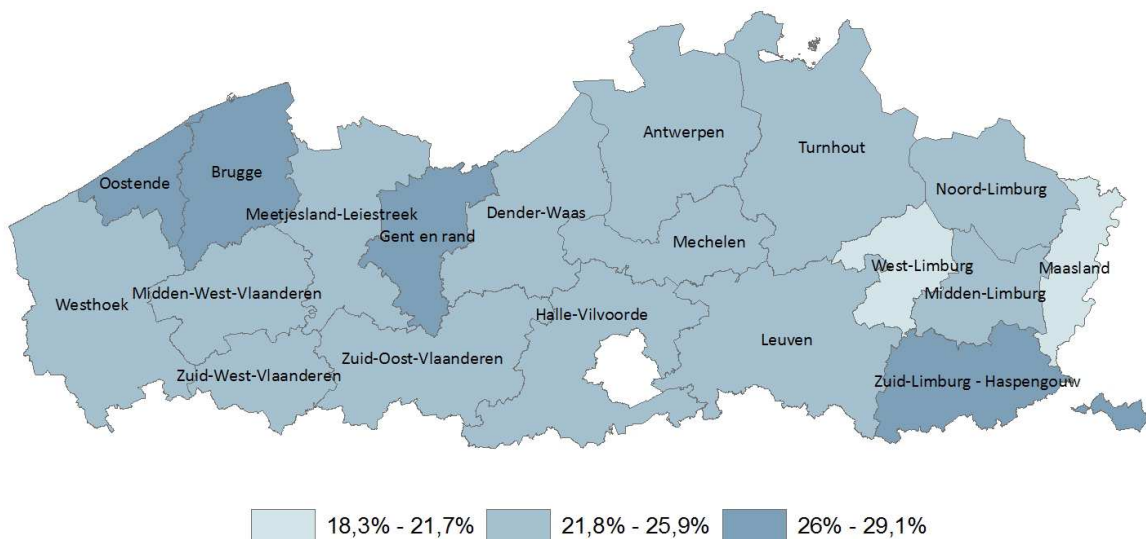 Antwerpen
Turnhout
Brugge
Oostende
Noord-Limburg
Meetjesland-Leiestreek
Dender-Waas
Gent en rand
Mechelen
West-Limburg
Maasland
Westhoek
Midden-West-Vlaanderen
Midden-Limburg
Halle-Vilvoorde
Leuven
Zuid-Oost-Vlaanderen
Zuid-West-Vlaanderen
Zuid-Limburg - Haspengouw
18,3% - 21,7%
21,8% - 25,9%
26% - 29,1%